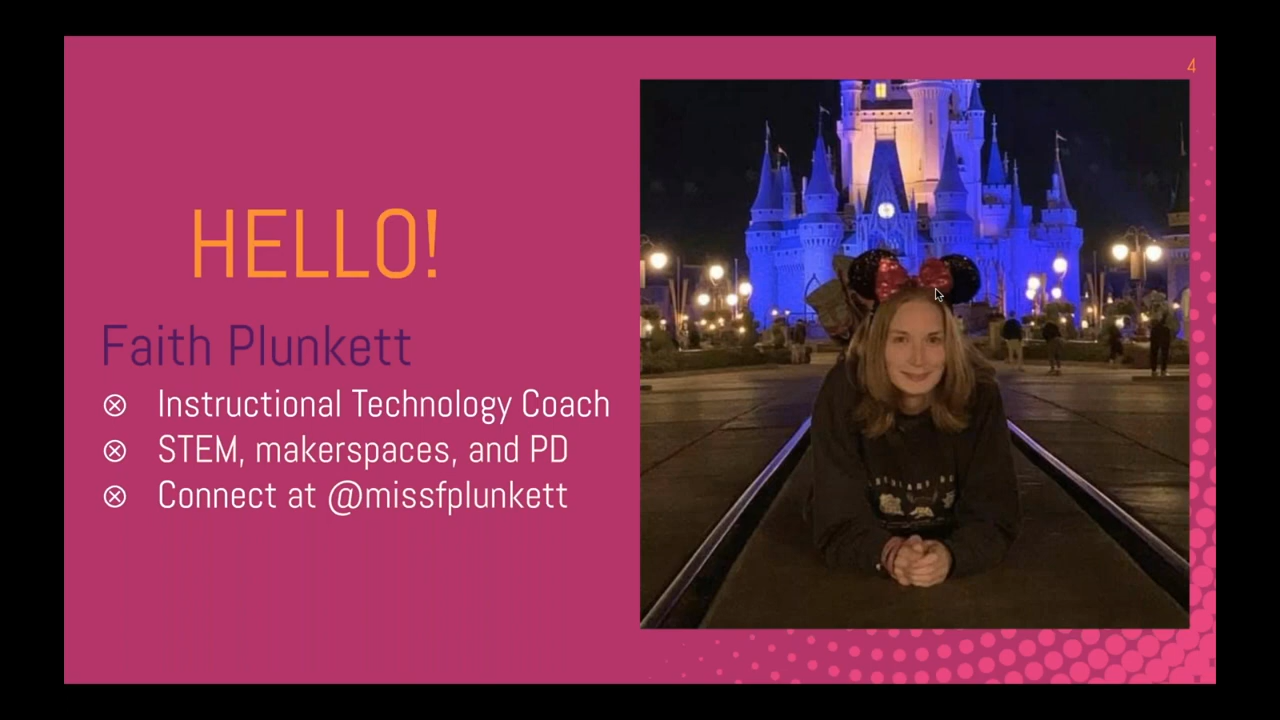 4
HELLO!
Faith Plunkett
Instructional Technology Coach
STEM, makerspaces, and PD
Connect at @missfplunkett